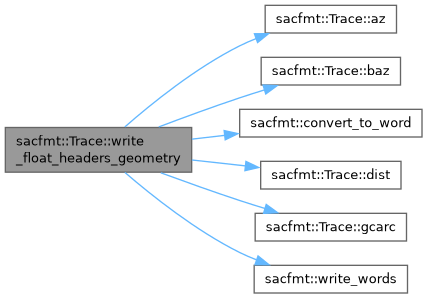 sacfmt::Trace::write
_float_headers_geometry
sacfmt::Trace::az
sacfmt::Trace::baz
sacfmt::convert_to_word
sacfmt::Trace::dist
sacfmt::Trace::gcarc
sacfmt::write_words